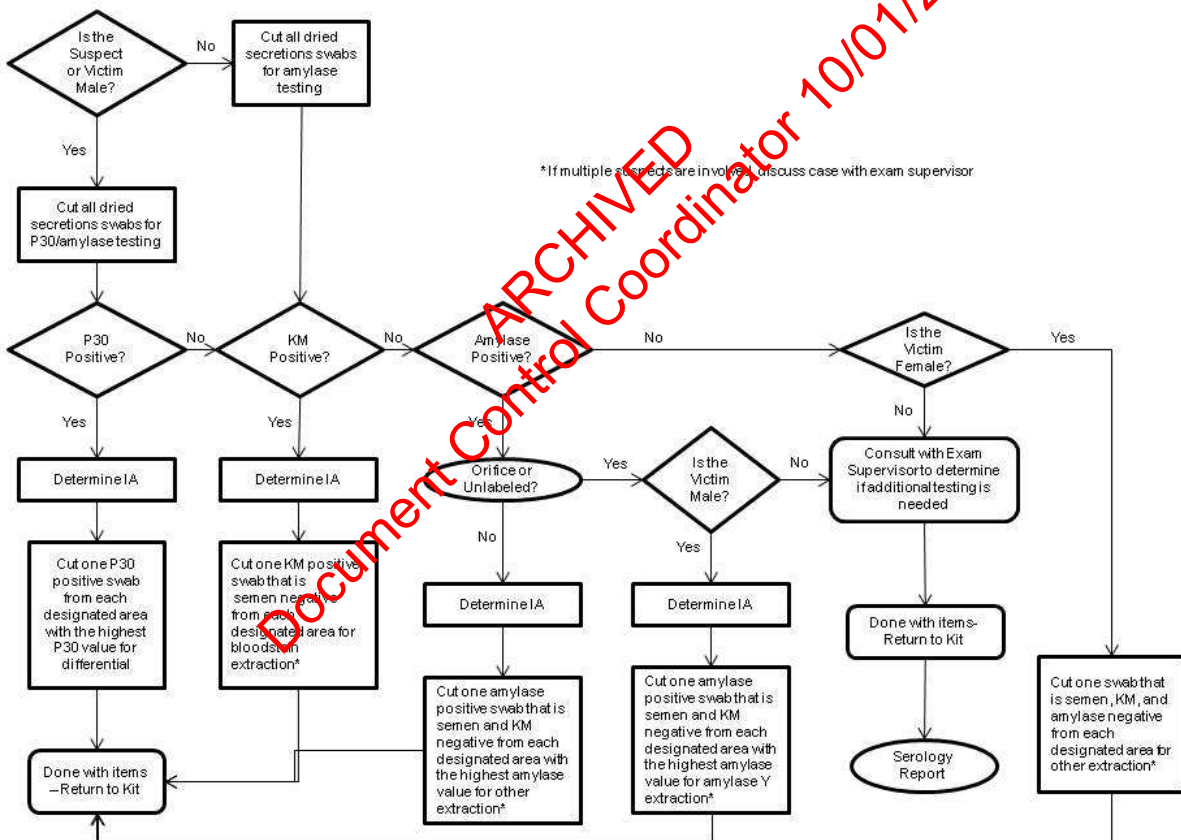 Is the
Suspect
or Victim
Male?
No
Cut all dried
secretions swabs
for amylase
testing
Yes
*If multiple suspects are involved, discuss case with exam supervisor
Cut all dried
secretions swabs for
P30/amylase testing
P30
Positive?
No
KM
Positive?
No
Amylase
Positive?
No
Is the
Victim
Female?
Yes
Yes
Yes
Yes
No
Determine IA
Determine IA
Orifice or
Unlabeled?
Yes
Is the
Victim
Male?
No
Consult with Exam
Supervisor to determine
if additional testing is
needed
No
Yes
Cut one P30
positive swab
from each
designated area
with the highest
P30 value for
differential
Cut one KM positive
swab that is
semen negative
from each
designated area for
bloodstain
extraction*
Determine IA
Determine IA
Done with items-
Return to Kit
Cut one amylase
positive swab that is
semen and KM
negative from each
designated area with
the highest amylase
value for other
extraction*
Cut one amylase
positive swab that is
semen and KM
negative from each
designated area with
the highest amylase
value for amylase Y
extraction*
Cut one swab that
is semen, KM, and
amylase negative
from each
designated area for
other extraction*
Done with items
–Return to Kit
Serology
Report
ARCHIVED
Document Control Coordinator 10/01/2